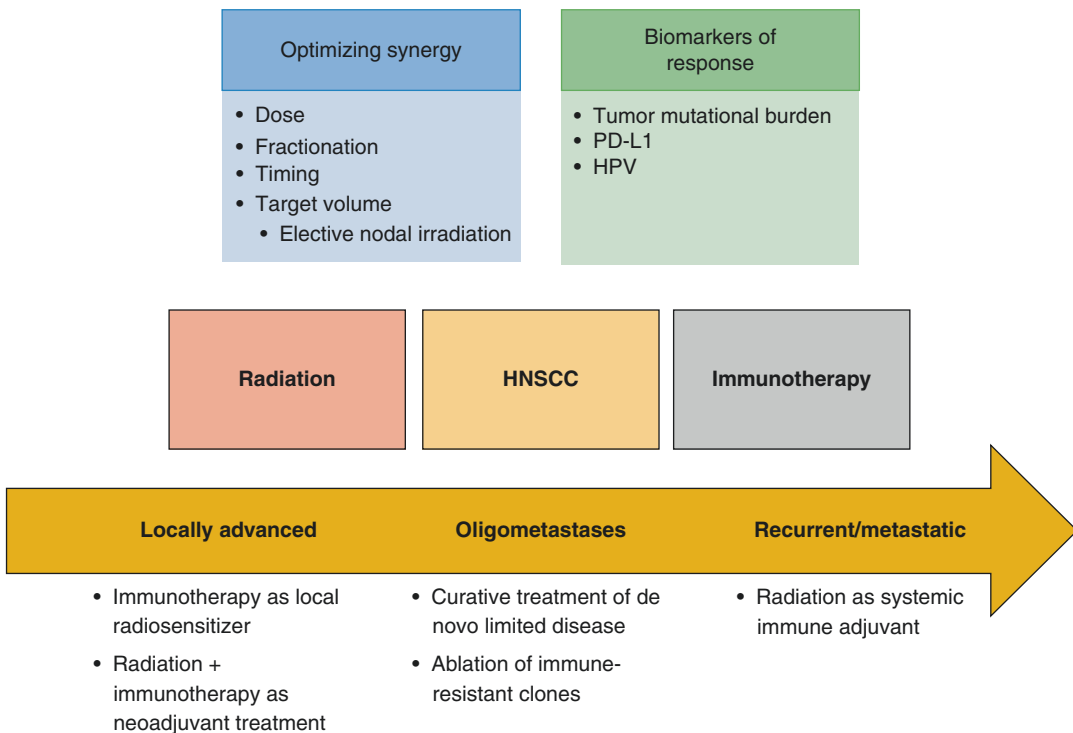 Optimizing synergy
• Dose
• Fractionation
• Timing
• Target volume
• Elective nodal irradiation
Biomarkers of
response
• Tumor mutational burden
• PD-L1
• HPV
Radiation
HNSCC
Immunotherapy
Locally advanced
Oligometastases
Recurrent/metastatic
• Immunotherapy as local
radiosensitizer
• Radiation +
immunotherapy as
neoadjuvant treatment
• Curative treatment of de
novo limited disease
• Ablation of immune-
resistant clones
• Radiation as systemic
immune adjuvant